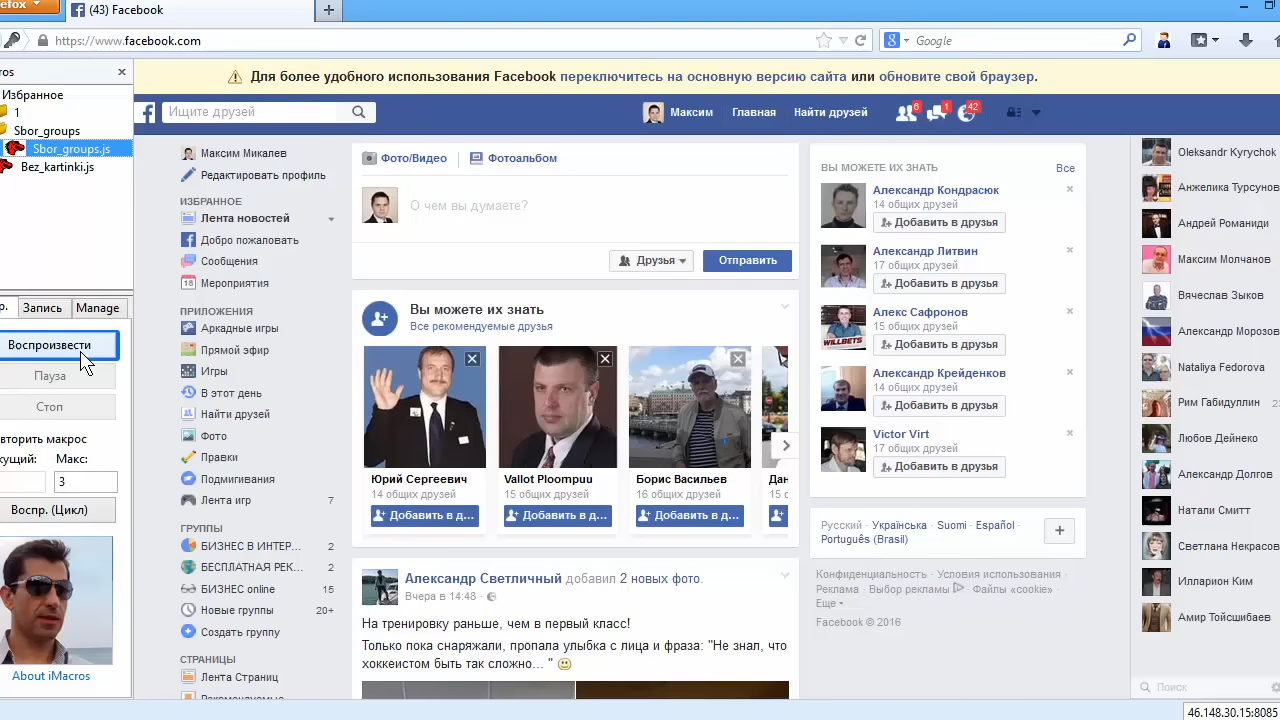 efox
(43) Facebook
https://www.facebook.com
Google
ros
Избранное
1
Sbor_groups
Sbor_groups.js
Bez_kartinki.js
р.
Запись
Manage
Воспроизвести
Пауза
Стоп
вторить макрос
кущий:
Макс:
3
Воспр. (Цикл)
About iMacros
Для более удобного использования Facebook переключитесь на основную версию сайта или обновите свой браузер.
Ищите друзей
Максим
Главная
Найти друзей
6
1
42
Максим Микалев
Редактировать профиль
ИЗБРАННОЕ
Лента новостей
Добро пожаловать
Сообщения
Мероприятия
ПРИЛОЖЕНИЯ
Аркадные игры
Прямой эфир
Игры
В этот день
Найти друзей
Фото
Правки
Подмигивания
Лента игр 7
ГРУППЫ
БИЗНЕС В ИНТЕР... 2
БЕСПЛАТНАЯ РЕК... 2
БИЗНЕС online 15
Новые группы 20+
Создать группу
СТРАНИЦЫ
Лента Страниц
Рекомендуемые
Фото/Видео
Фотоальбом
О чем вы думаете?
Друзья
Отправить
Вы можете их знать
Все рекомендуемые друзья
Юрий Сергеевич
14 общих друзей
Добавить в д...
Vallot Ploompuu
15 общих друзей
Добавить в д...
Борис Васильев
16 общих друзей
Добавить в д...
Дан
15 о
Александр Светличный добавил 2 новых фото.
Вчера в 14:48
На тренировку раньше, чем в первый класс!
Только пока снаряжали, пропала улыбка с лица и фраза: "Не знал, что
хоккеистом быть так сложно... "
ВЫ МОЖЕТЕ ИХ ЗНАТЬ
Все
Александр Кондрасюк
14 общих друзей
Добавить в друзья
Александр Литвин
17 общих друзей
Добавить в друзья
Алекс Сафронов
WILLBETS
17 общих друзей
Добавить в друзья
Александр Крейденков
14 общих друзей
Добавить в друзья
Victor Virt
17 общих друзей
Добавить в друзья
Русский · Українська · Suomi · Español ·
Português (Brasil)
Конфиденциальность · Условия использования ·
Реклама · Выбор рекламы · Файлы «cookie» ·
Еще
Facebook © 2016
Oleksandr Kyrychok
Анжелика Турсунов
Андрей Романиди
Максим Молчанов
Вячеслав Зыков
Александр Морозов
Nataliya Fedorova
Рим Габидуллин
Любовь Дейнеко
Александр Долгов
Натали Смитт
Светлана Некрасов
Илларион Ким
Амир Тойсшибаев
Поиск
46.148.30.15:8085